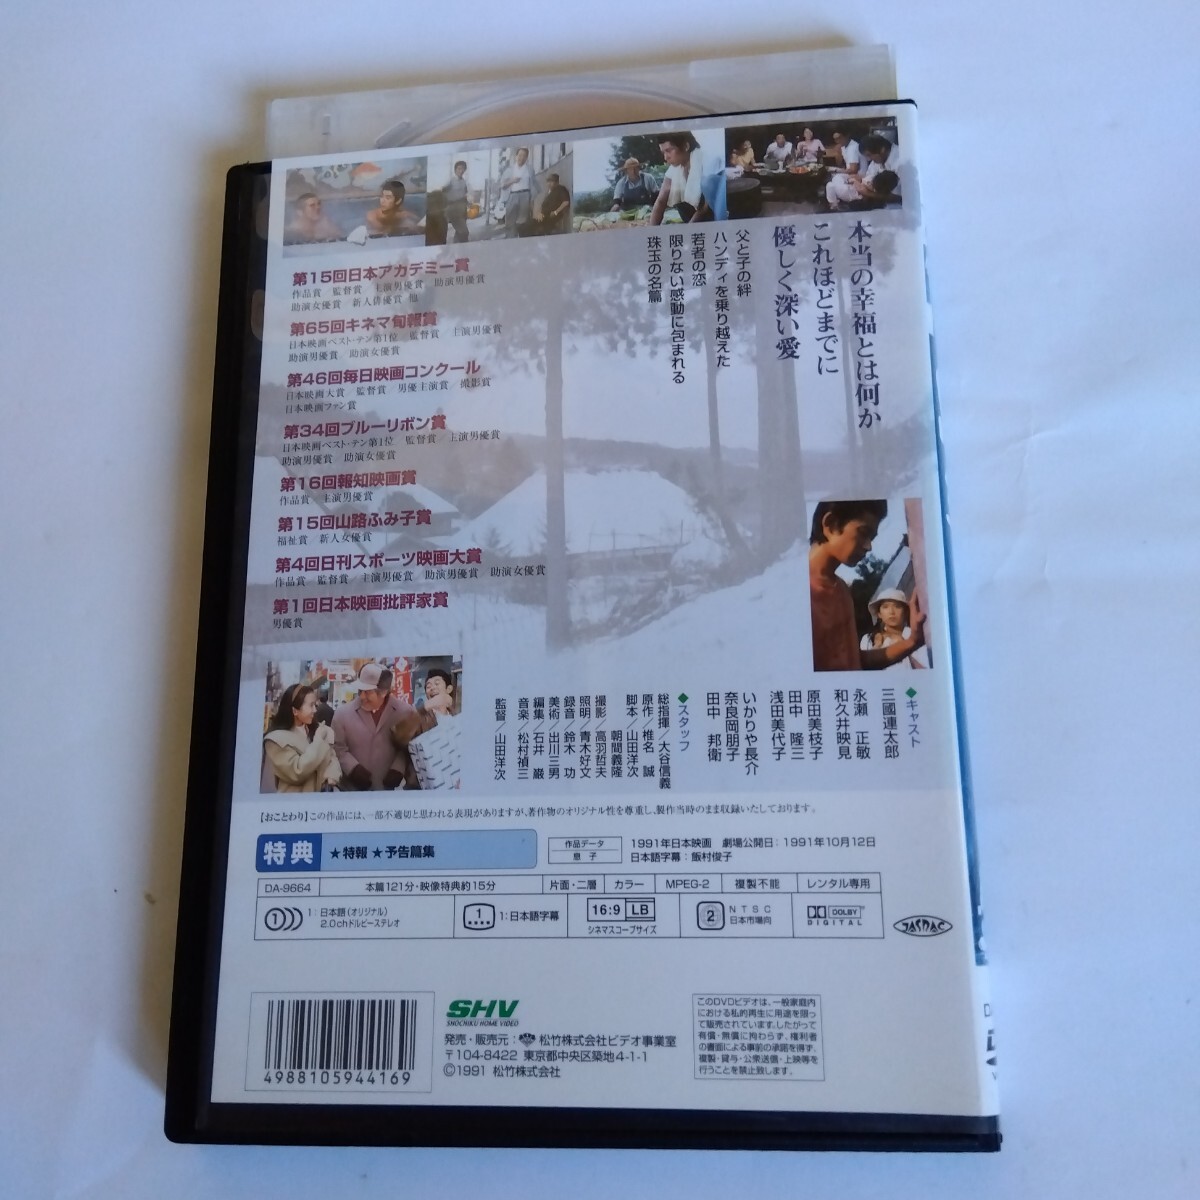 本当の幸福とは何か
これほどまでに
優しく深い愛
父と子の絆
ハンディを乗り越えた
若者の恋
限りない感動に包まれる
珠玉の名篇
第15回日本アカデミー賞
作品賞／監督賞／主演男優賞／助演男優賞
助演女優賞／新人俳優賞 他
第65回キネマ旬報賞
日本映画ベスト・テン第1位／監督賞／主演男優賞
助演男優賞／助演女優賞
第46回毎日映画コンクール
日本映画大賞／監督賞／男優主演賞／撮影賞
日本映画ファン賞
第34回ブルーリボン賞
日本映画ベスト・テン第1位／監督賞／主演男優賞
助演男優賞／助演女優賞
第16回報知映画賞
作品賞／主演男優賞
第15回山路ふみ子賞
福祉賞／新人女優賞
第4回日刊スポーツ映画大賞
作品賞／監督賞／主演男優賞／助演男優賞／助演女優賞
第1回日本映画批評家賞
男優賞
◆キャスト
三國連太郎
永瀬 正敏
和久井映見
原田美枝子
田中 隆三
浅田美代子
いかりや長介
奈良岡朋子
田中 邦衛
◆スタッフ
総指揮／大谷信義
原作／椎名 誠
脚本／山田洋次
朝間義隆
撮影／高羽哲夫
照明／青木好文
録音／鈴木 功
美術／出川三男
編集／石井 巌
音楽／松村禎三
監督／山田洋次
【おことわり】この作品には、一部不適切と思われる表現がありますが、著作物のオリジナル性を尊重し、製作当時のまま収録いたしております。
特典 ★特報 ★予告篇集
作品データ
息子
1991年日本映画 劇場公開日：1991年10月12日
日本語字幕：飯村俊子
DA-9664 本篇121分・映像特典約15分 片面・二層 カラー MPEG-2 複製不能 レンタル専用
1 1：日本語(オリジナル)
2.0chドルビーステレオ
1 1：日本語字幕
16:9 LB
シネマスコープサイズ
2 NTSC
日本市場向
DOLBY
DIGITAL
JASRAC
4988105944169
SHV
SHOCHIKU HOME VIDEO
発売・販売元：松竹株式会社ビデオ事業室
〒104-8422 東京都中央区築地4-1-1
©1991 松竹株式会社
このDVDビデオは、一般家庭内
における私的再生に用途を限っ
て販売されています。したがって
有償・無償に拘わらず、権利者
の書面による事前の承諾を得ず、
複製・貸与・公衆送信・上映等を
行うことを禁止します。